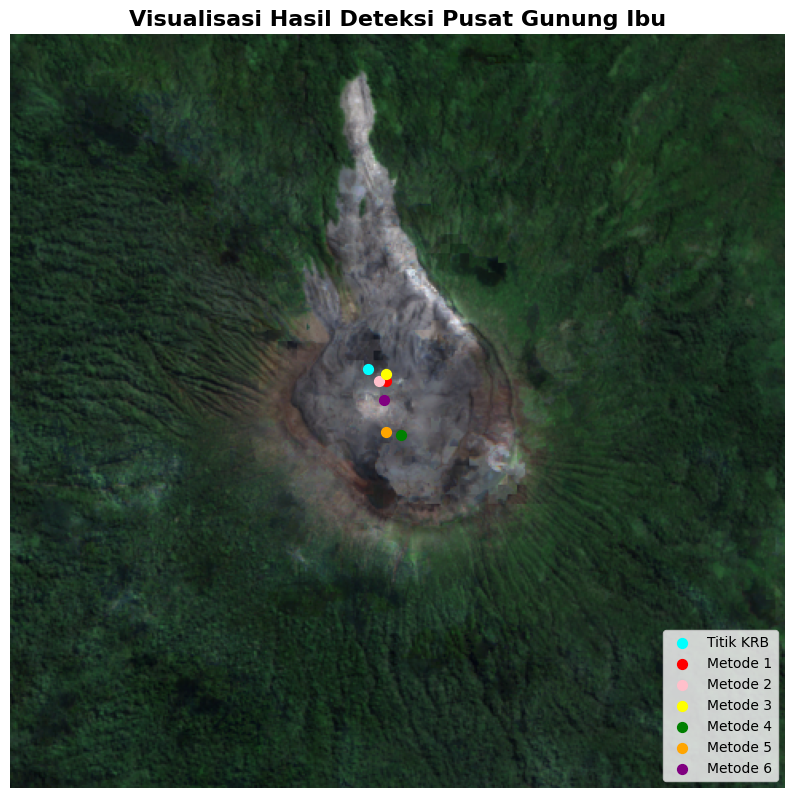 Visualisasi Hasil Deteksi Pusat Gunung Ibu
Titik KRB
Metode 1
Metode 2
Metode 3
Metode 4
Metode 5
Metode 6